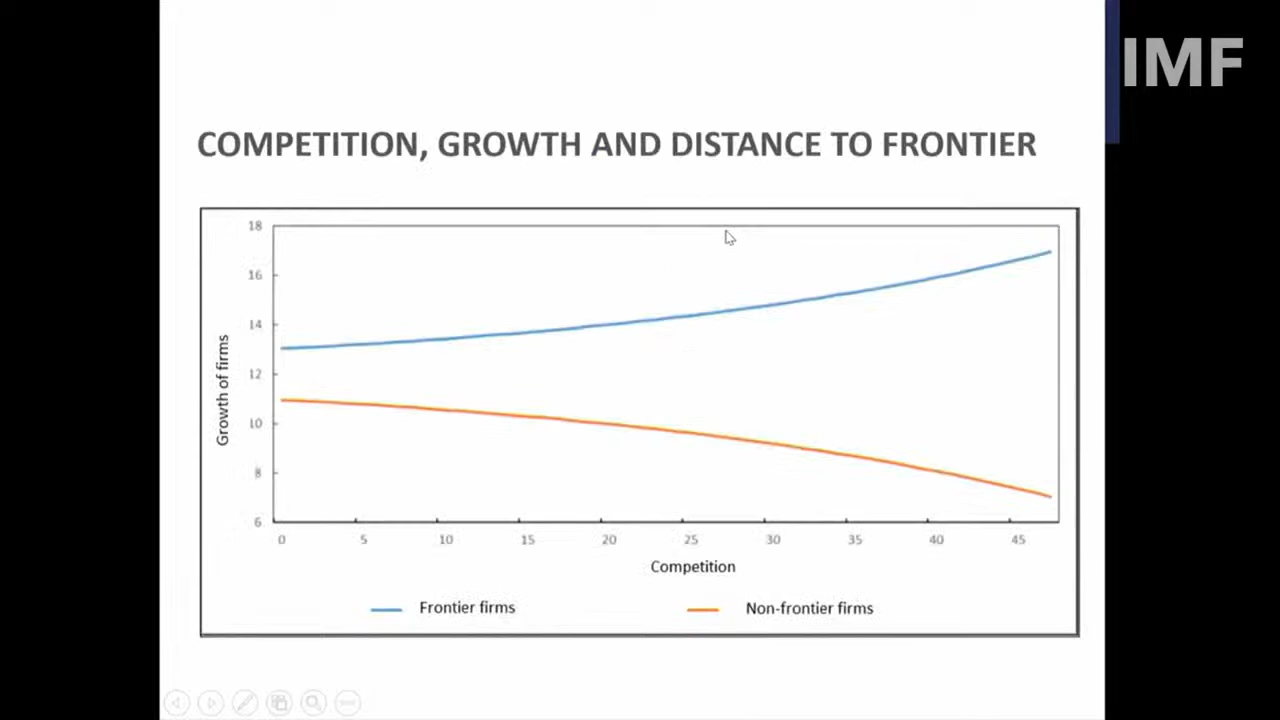 IMF
COMPETITION, GROWTH AND DISTANCE TO FRONTIER
18
16
14
12
10
8
6
Growth of firms
0 5 10 15 20 25 30 35 40 45
Competition
Frontier firms Non-frontier firms